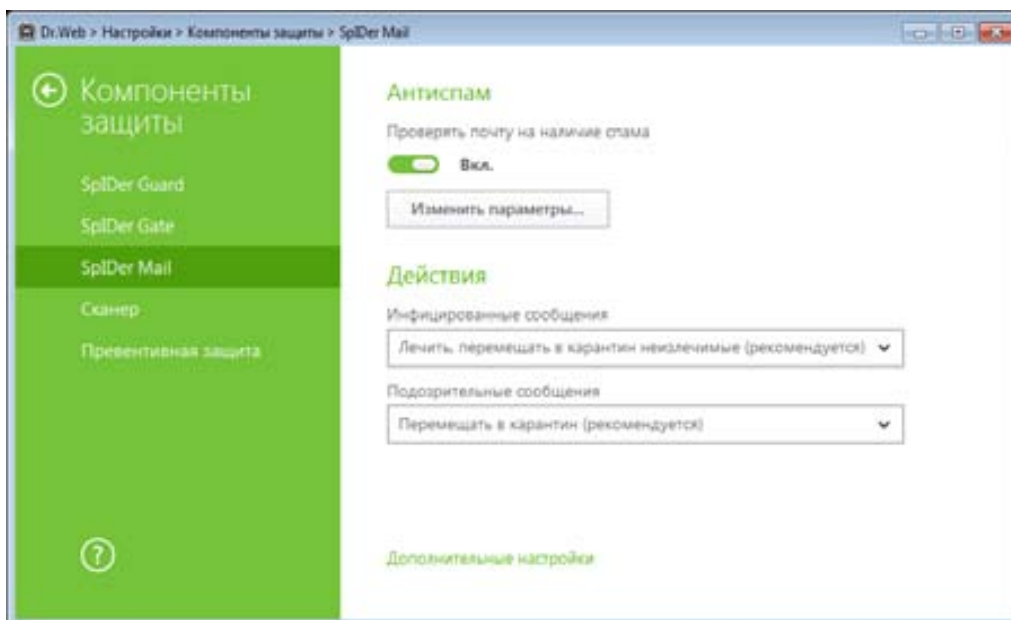 Dr.Web > Настройки > Компоненты защиты > SpIDer Mail
Компоненты
защиты
SpIDer Guard
SpIDer Gate
SpIDer Mail
Сканер
Превентивная защита
?
Антиспам
Проверять почту на наличие спама
Вкл.
Изменить параметры...
Действия
Инфицированные сообщения
Лечить, перемещать в карантин неизлечимые (рекомендуется)
Подозрительные сообщения
Перемещать в карантин (рекомендуется)
Дополнительные настройки